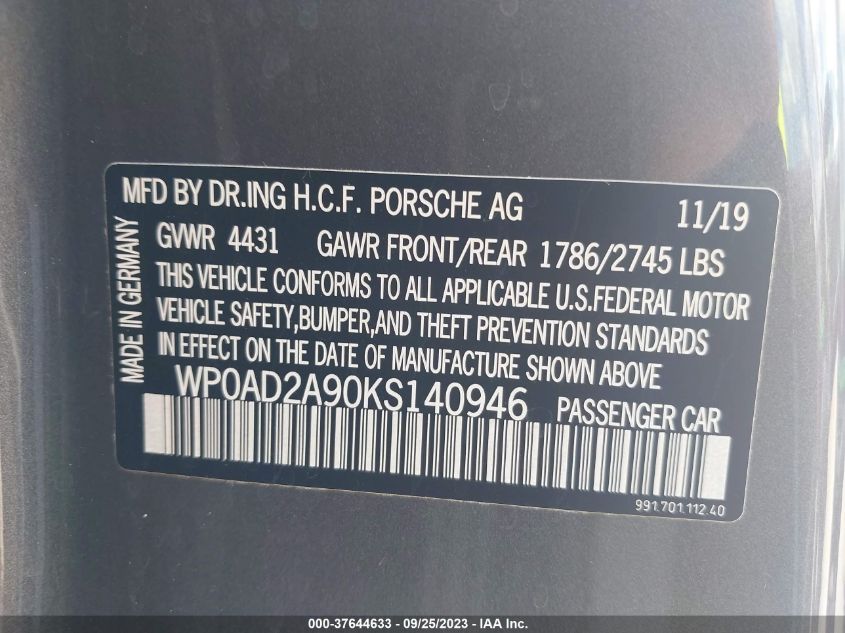 MFD BY DR.ING H.C.F. PORSCHE AG 11/19
GVWR 4431 GAWR FRONT/REAR 1786/2745 LBS
THIS VEHICLE CONFORMS TO ALL APPLICABLE U.S.FEDERAL MOTOR
VEHICLE SAFETY,BUMPER,AND THEFT PREVENTION STANDARDS
IN EFFECT ON THE DATE OF MANUFACTURE SHOWN ABOVE
WP0AD2A90KS140946 PASSENGER CAR
991.701.112.40
MADE IN GERMANY
000-37644633 - 09/25/2023 - IAA Inc.